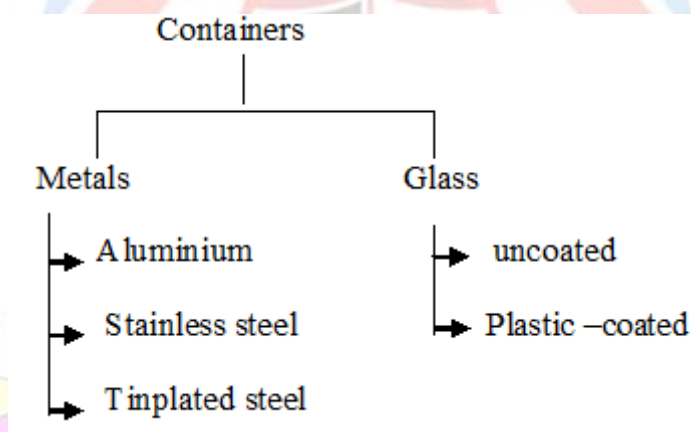 Containers
Metals
Glass
Aluminium
uncoated
Stainless steel
Plastic –coated
Tinplated steel